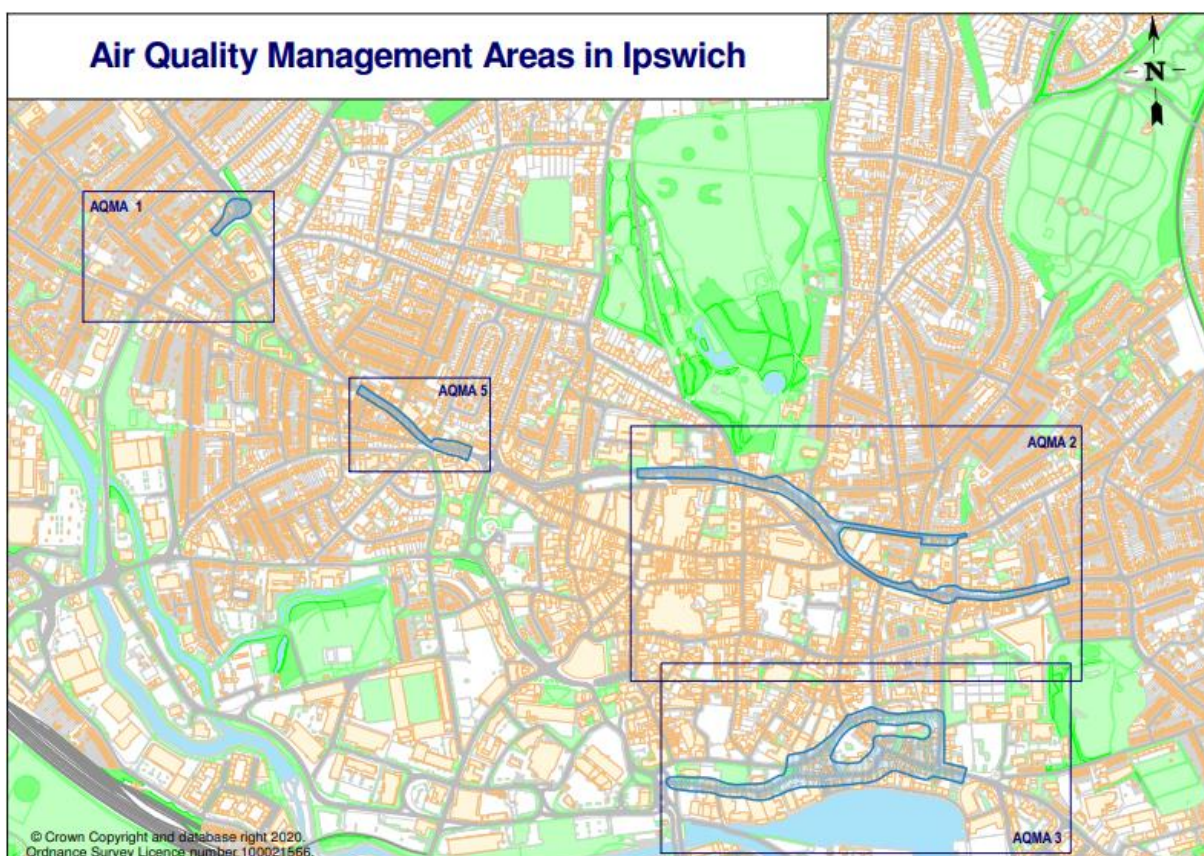 Air Quality Management Areas in Ipswich
N
AQMA 1
AQMA 5
AQMA 2
AQMA 3
© Crown Copyright and database right 2020.
Ordnance Survey Licence number 100021566.